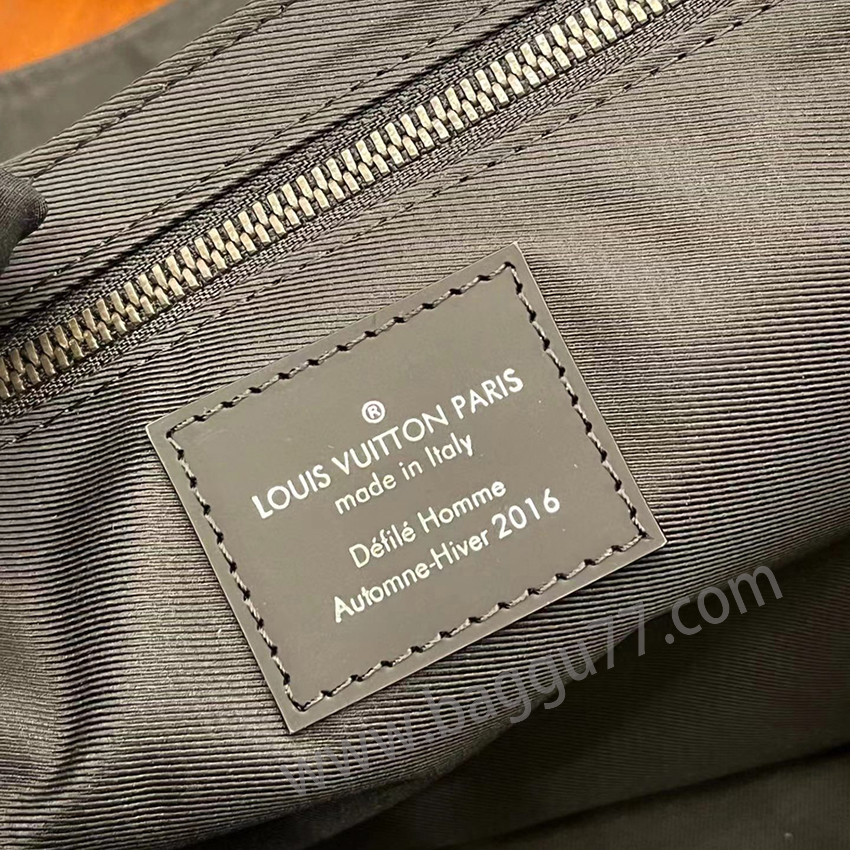 ®
LOUIS VUITTON PARIS
made in Italy
Défilé Homme
Automne-Hiver 2016
www.baggu77.com